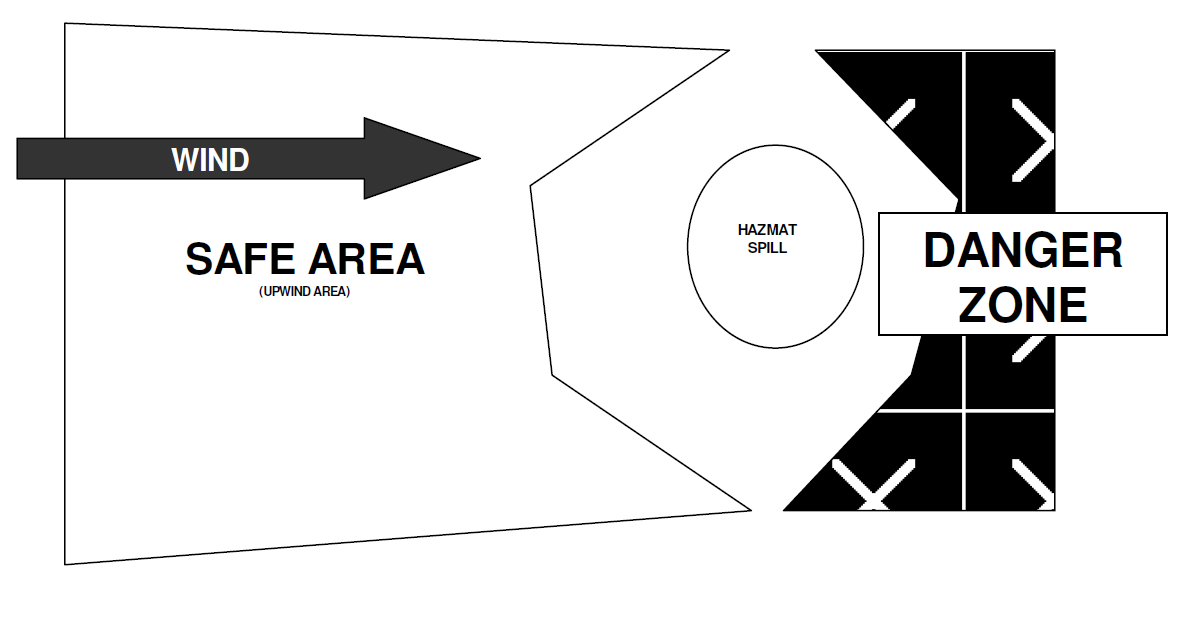 WIND
SAFE AREA
(UPWIND AREA)
HAZMAT
SPILL
DANGER
ZONE